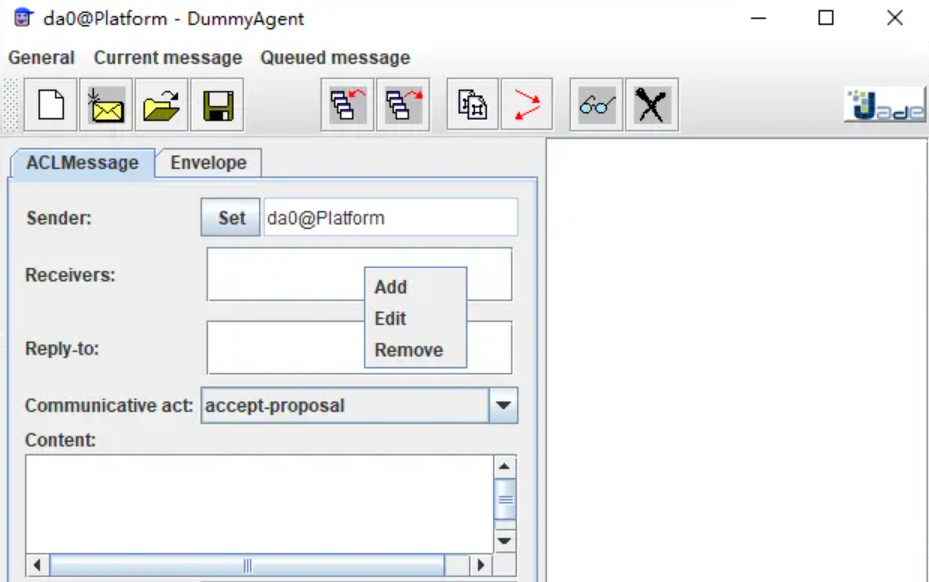 da0@Platform - DummyAgent
General Current message Queued message
Jade
ACLMessage Envelope
Sender: Set da0@Platform
Receivers:
Add
Edit
Remove
Reply-to:
Communicative act: accept-proposal
Content: